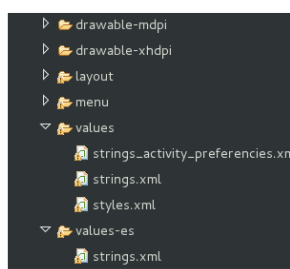 drawable-mdpi
drawable-xhdpi
layout
menu
values
strings_activity_preferencies.xm
strings.xml
styles.xml
values-es
strings.xml